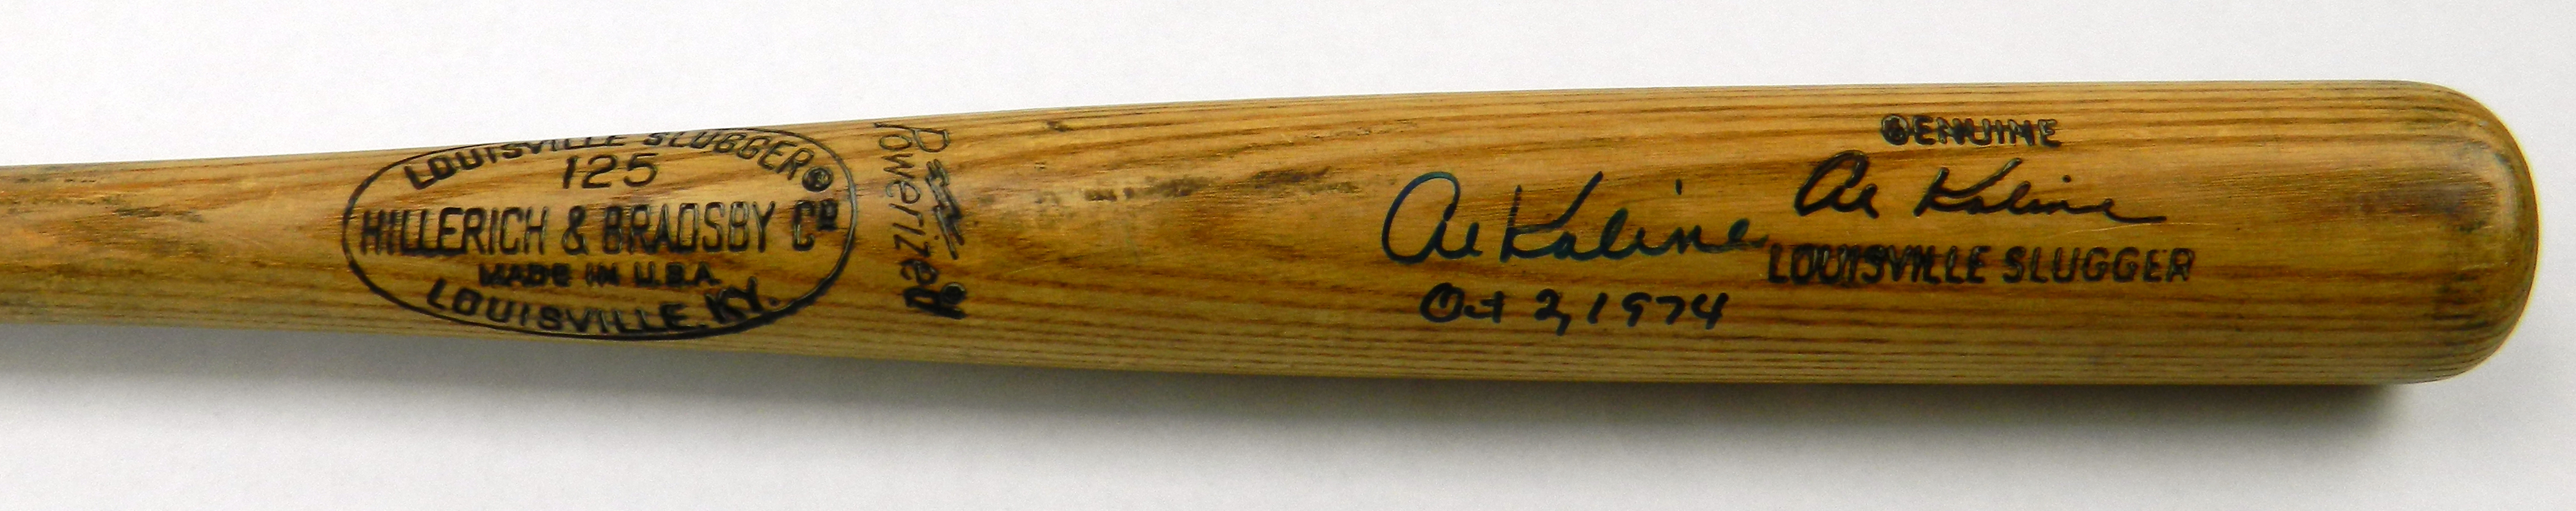 LOUISVILLE SLUGGER®
125
HILLERICH & BRADSBY Cº
MADE IN U.S.A.
LOUISVILLE, KY.
Powerized
Al Kaline
Oct 2, 1974
GENUINE
Al Kaline
LOUISVILLE SLUGGER